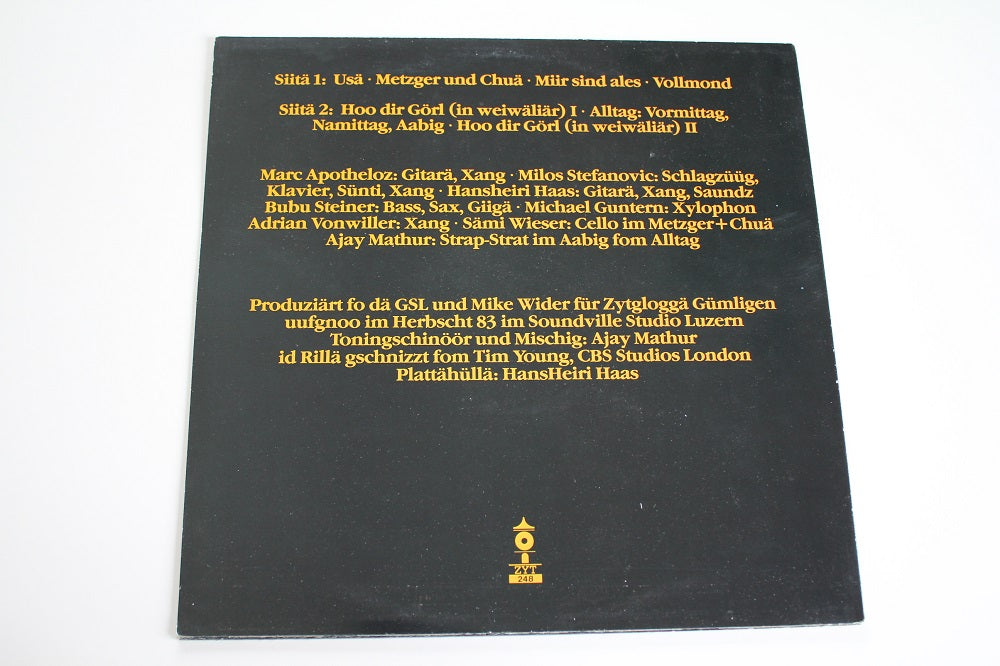 Siitä 1: Usä · Metzger und Chuä · Miir sind ales · Vollmond
Siitä 2: Hoo dir Görl (in weiwäliär) I · Alltag: Vormittag,
Namittag, Aabig · Hoo dir Görl (in weiwäliär) II
Marc Apotheloz: Gitarä, Xang · Milos Stefanovic: Schlagzüüg,
Klavier, Sünti, Xang · Hansheiri Haas: Gitarä, Xang, Saundz
Bubu Steiner: Bass, Sax, Giigä · Michael Guntern: Xylophon
Adrian Vonwiller: Xang · Sämi Wieser: Cello im Metzger+Chuä
Ajay Mathur: Strap-Strat im Aabig fom Alltag
Produziärt fo dä GSL und Mike Wider für Zytgloggä Gümligen
uufgnoo im Herbscht 83 im Soundville Studio Luzern
Toningschinöör und Mischig: Ajay Mathur
id Rillä gschnizzt fom Tim Young, CBS Studios London
Plattähüllä: HansHeiri Haas
ZYT
248